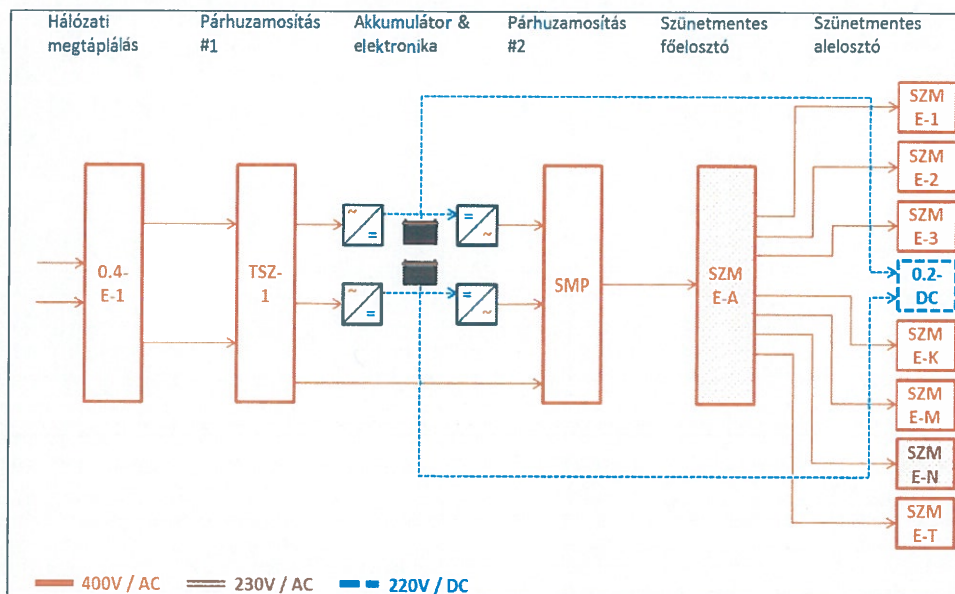 Hálózati megtáplálás
Párhuzamosítás #1
Akkumulátor & elektronika
Párhuzamosítás #2
Szünetmentes főelosztó
Szünetmentes alelosztó
0.4-
E-1
TSZ-
1
~
=
=
~
~
=
=
~
SMP
SZM
E-A
SZM
E-1
SZM
E-2
SZM
E-3
0.2-
DC
SZM
E-K
SZM
E-M
SZM
E-N
SZM
E-T
400V / AC
230V / AC
220V / DC